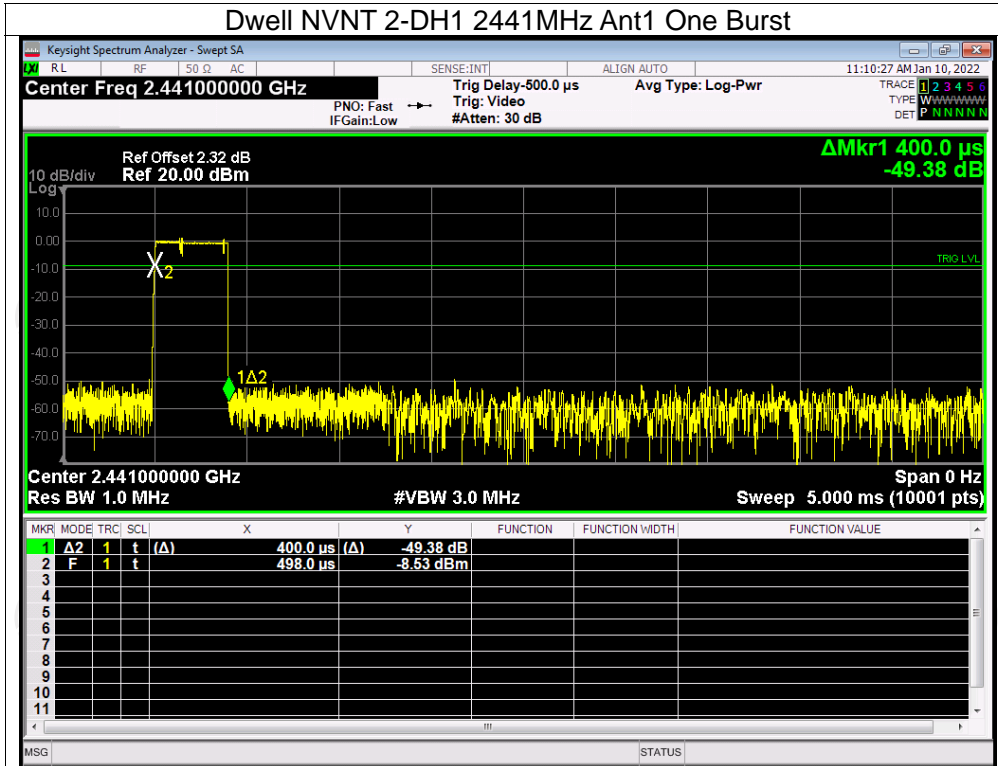 Dwell NVNT 2-DH1 2441MHz Ant1 One Burst
Keysight Spectrum Analyzer - Swept SA
LXI RL RF 50 Ω AC SENSE:INT ALIGN AUTO 11:10:27 AM Jan 10, 2022
Center Freq 2.441000000 GHz Trig Delay-500.0 µs Avg Type: Log-Pwr TRACE 1 2 3 4 5 6
PNO: Fast Trig: Video TYPE WWWWWW
IFGain:Low #Atten: 30 dB DET P N N N N N
ΔMkr1 400.0 µs
-49.38 dB
Ref Offset 2.32 dB
10 dB/div Ref 20.00 dBm
Log
10.0
0.00
TRIG LVL
-10.0
2
-20.0
-30.0
-40.0
-50.0
1Δ2
-60.0
-70.0
Center 2.441000000 GHz Span 0 Hz
Res BW 1.0 MHz #VBW 3.0 MHz Sweep 5.000 ms (10001 pts)
MKR MODE TRC SCL X Y FUNCTION FUNCTION WIDTH FUNCTION VALUE
1 Δ2 1 t (Δ) 400.0 µs (Δ) -49.38 dB
2 F 1 t 498.0 µs -8.53 dBm
3
4
5
6
7
8
9
10
11
MSG STATUS